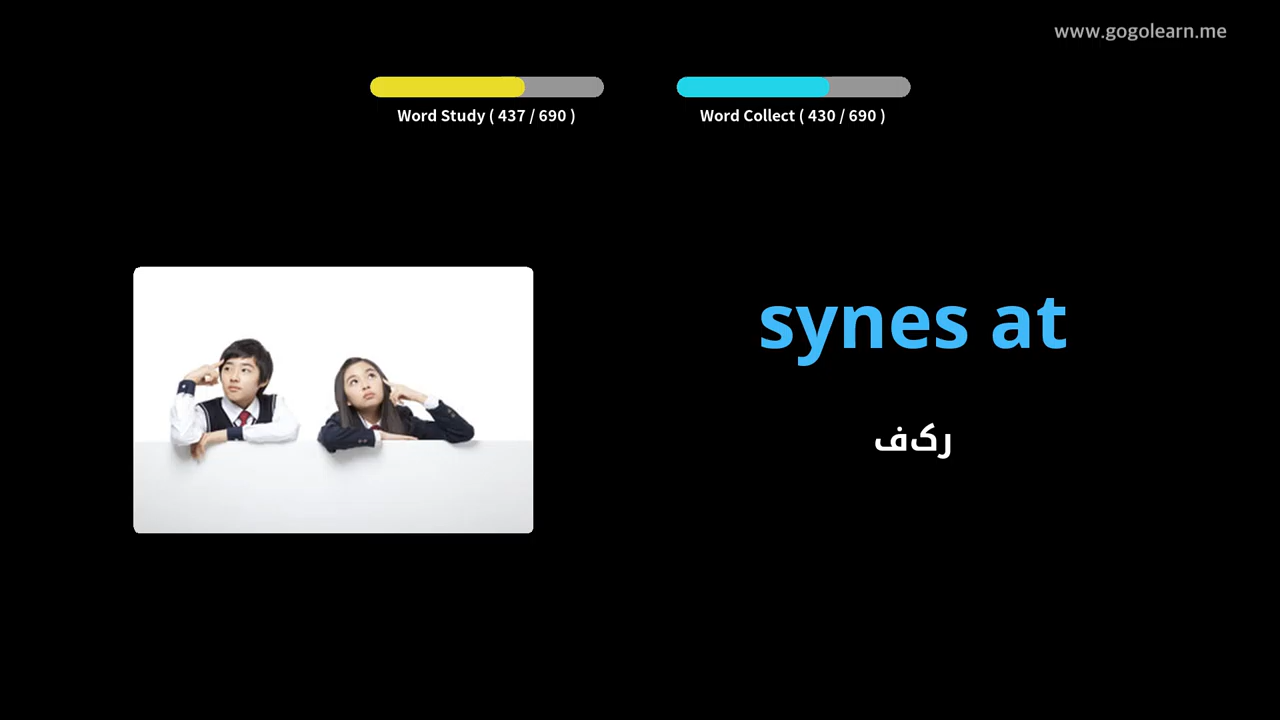 www.gogolearn.me
Word Study ( 437 / 690 )
Word Collect ( 430 / 690 )
synes at
رکف